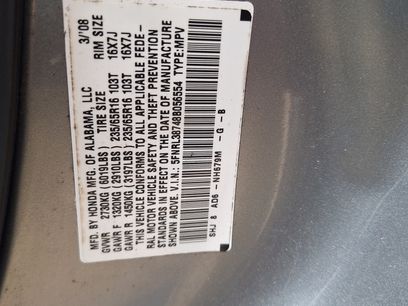 MFD. BY HONDA MFG. OF ALABAMA, LLC 3/'08
GVWR 2730KG (6019LBS) TIRE SIZE RIM SIZE
GAWR F 1320KG (2910LBS) 235/65R16 103T 16X7J
GAWR R 1450KG (3197LBS) 235/65R16 103T 16X7J
THIS VEHICLE CONFORMS TO ALL APPLICABLE FEDE-
RAL MOTOR VEHICLE SAFETY AND THEFT PREVENTION
STANDARDS IN EFFECT ON THE DATE OF MANUFACTURE
SHOWN ABOVE. V.I.N.: 5FNRL38748B056554 TYPE:MPV
SHJ 8 AD6 -NH679M -G -B